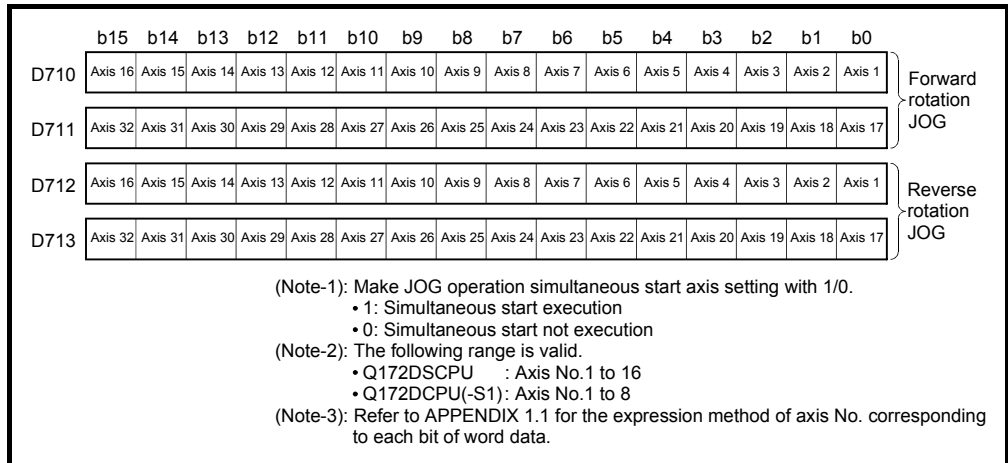 b15 b14 b13 b12 b11 b10 b9 b8 b7 b6 b5 b4 b3 b2 b1 b0
D710 Axis 16 Axis 15 Axis 14 Axis 13 Axis 12 Axis 11 Axis 10 Axis 9 Axis 8 Axis 7 Axis 6 Axis 5 Axis 4 Axis 3 Axis 2 Axis 1
Forward
rotation
JOG
D711 Axis 32 Axis 31 Axis 30 Axis 29 Axis 28 Axis 27 Axis 26 Axis 25 Axis 24 Axis 23 Axis 22 Axis 21 Axis 20 Axis 19 Axis 18 Axis 17
D712 Axis 16 Axis 15 Axis 14 Axis 13 Axis 12 Axis 11 Axis 10 Axis 9 Axis 8 Axis 7 Axis 6 Axis 5 Axis 4 Axis 3 Axis 2 Axis 1
Reverse
rotation
JOG
D713 Axis 32 Axis 31 Axis 30 Axis 29 Axis 28 Axis 27 Axis 26 Axis 25 Axis 24 Axis 23 Axis 22 Axis 21 Axis 20 Axis 19 Axis 18 Axis 17
(Note-1): Make JOG operation simultaneous start axis setting with 1/0.
• 1: Simultaneous start execution
• 0: Simultaneous start not execution
(Note-2): The following range is valid.
• Q172DSCPU : Axis No.1 to 16
• Q172DCPU(-S1): Axis No.1 to 8
(Note-3): Refer to APPENDIX 1.1 for the expression method of axis No. corresponding
to each bit of word data.